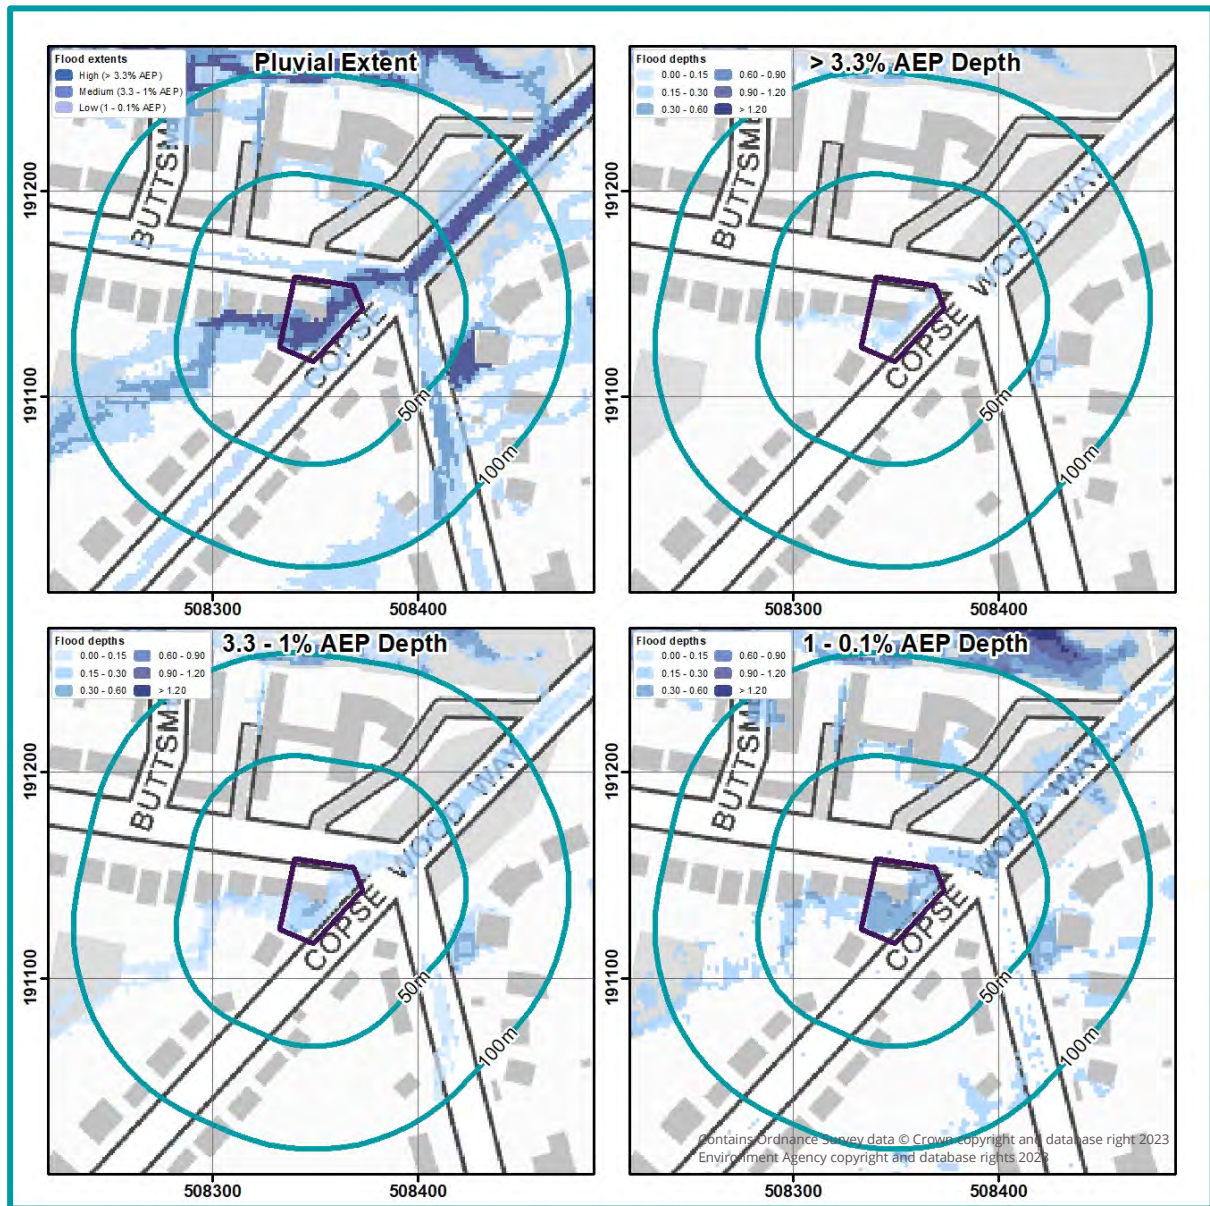 Pluvial Extent
Flood extents
High (> 3.3% AEP)
Medium (3.3 - 1% AEP)
Low (1 - 0.1% AEP)
BUTTSM
COPSE
50m
100m
191200
191100
508300
508400
> 3.3% AEP Depth
Flood depths
0.00 - 0.15
0.60 - 0.90
0.15 - 0.30
0.90 - 1.20
0.30 - 0.60
> 1.20
BUTTSM
COPSE WOOD WAY
50m
100m
191200
191100
508300
508400
3.3 - 1% AEP Depth
Flood depths
0.00 - 0.15
0.60 - 0.90
0.15 - 0.30
0.90 - 1.20
0.30 - 0.60
> 1.20
BUTTSM
COPSE WOOD WAY
50m
100m
191200
191100
508300
508400
1 - 0.1% AEP Depth
Flood depths
0.00 - 0.15
0.60 - 0.90
0.15 - 0.30
0.90 - 1.20
0.30 - 0.60
> 1.20
BUTTSM
COPSE WOOD WAY
50m
100m
191200
191100
508300
508400
Contains Ordnance Survey data © Crown copyright and database right 2023
Environment Agency copyright and database rights 2023